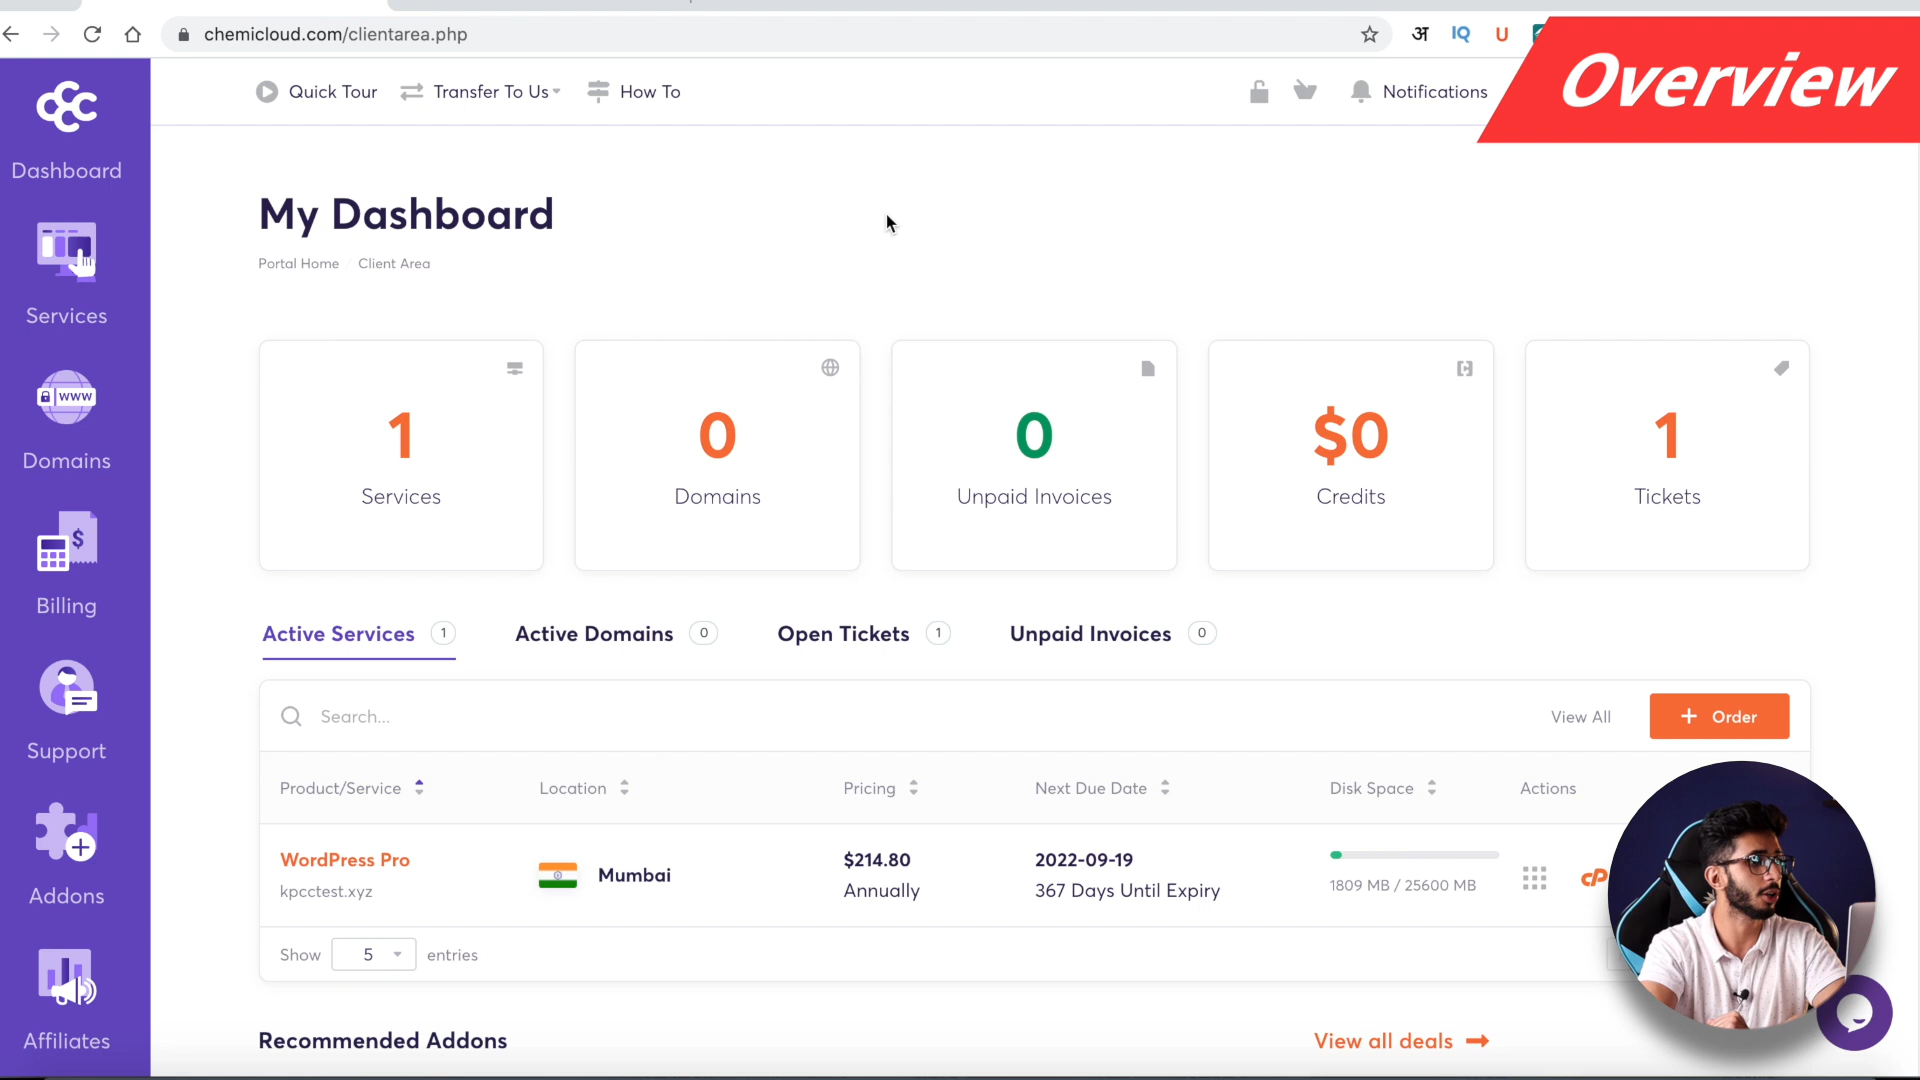 chemicloud.com/clientarea.php
अ
IQ
U
Overview
Quick Tour
Transfer To Us
How To
Notifications
Dashboard
Services
www
Domains
$
Billing
Support
Addons
Affiliates
My Dashboard
Portal Home / Client Area
1
Services
0
Domains
0
Unpaid Invoices
$0
Credits
1
Tickets
Active Services 1
Active Domains 0
Open Tickets 1
Unpaid Invoices 0
Search...
View All
+ Order
Product/Service
Location
Pricing
Next Due Date
Disk Space
Actions
WordPress Pro
kpcctest.xyz
Mumbai
$214.80
Annually
2022-09-19
367 Days Until Expiry
1809 MB / 25600 MB
cP
Show 5 entries
Recommended Addons
View all deals